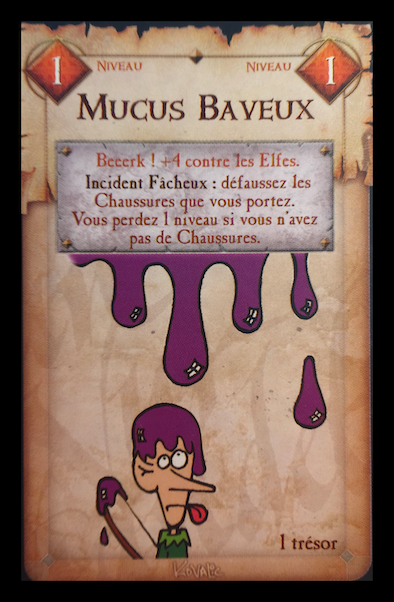 1 Niveau Niveau 1
Mucus Baveux
Beeerk ! +4 contre les Elfes.
Incident Fâcheux : défaussez les
Chaussures que vous portez.
Vous perdez 1 niveau si vous n'avez
pas de Chaussures.
1 trésor